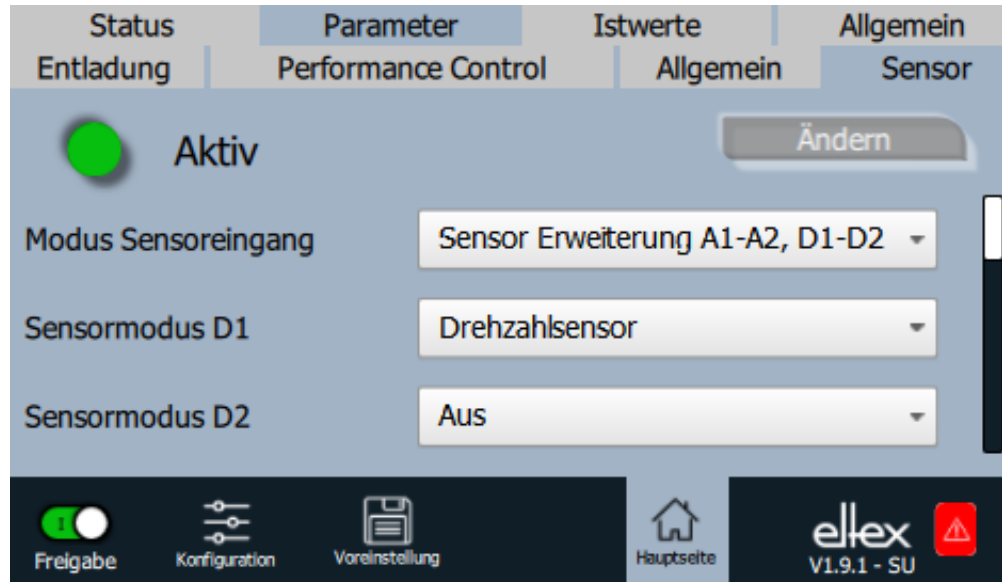 Status Parameter Istwerte Allgemein
Entladung Performance Control Allgemein Sensor
Aktiv Ändern
Modus Sensoreingang Sensor Erweiterung A1-A2, D1-D2
Sensormodus D1 Drehzahlsensor
Sensormodus D2 Aus
I
Freigabe Konfiguration Voreinstellung Hauptseite eltex
V1.9.1 - SU